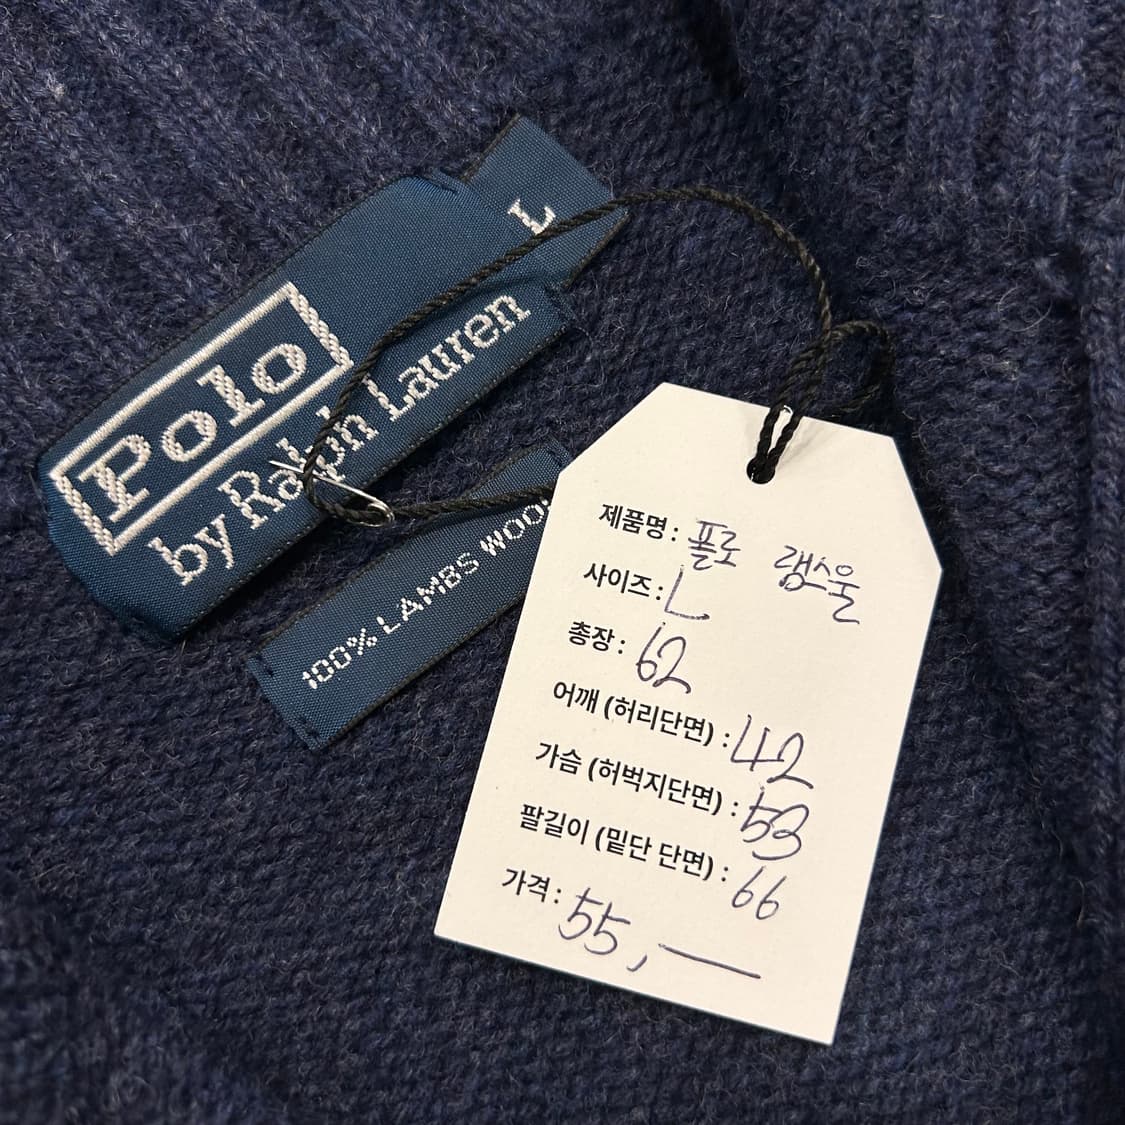 L
Polo
by Ralph Lauren
100% LAMBS WOO
제품명 : 폴로 램스울
사이즈 : L
총장 : 62
어깨 (허리단면) : 42
가슴 (허벅지단면) : 53
팔길이 (밑단 단면) : 66
가격 : 55,—